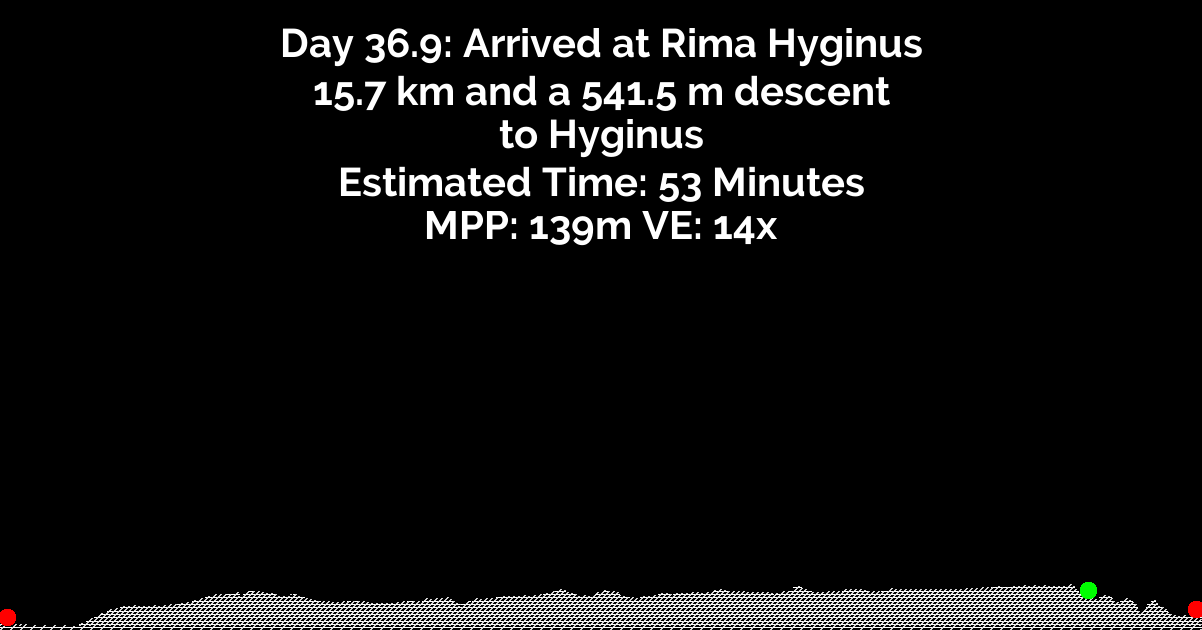 Day 36.9: Arrived at Rima Hyginus
15.7 km and a 541.5 m descent
to Hyginus
Estimated Time: 53 Minutes
MPP: 139m VE: 14x